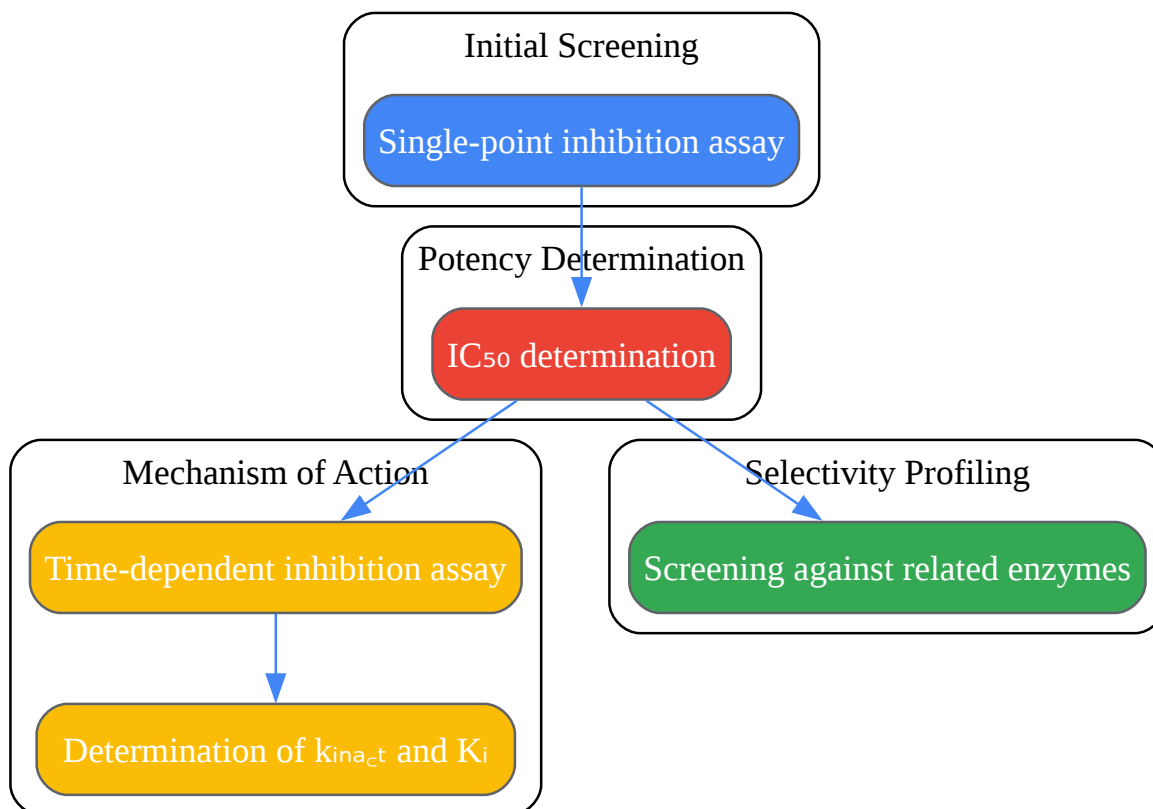 Initial Screening
Single-point inhibition assay
Potency Determination
IC₅₀ determination
Mechanism of Action
Selectivity Profiling
Time-dependent inhibition assay
Screening against related enzymes
Determination of kᵢₙₐ꜀ₜ and Kᵢ